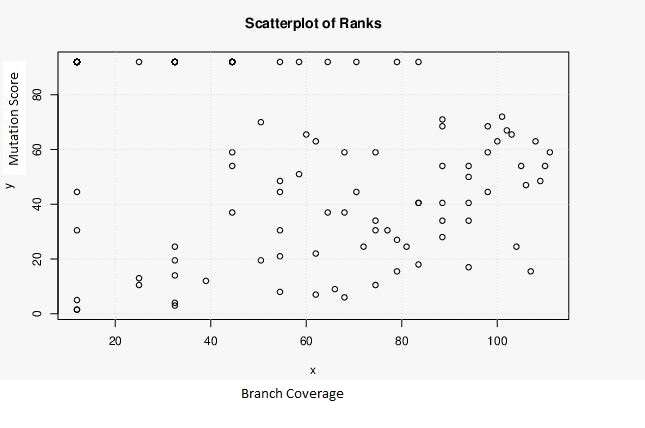 Scatterplot of Ranks
Mutation Score
y
80
60
40
20
0
20 40 60 80 100
x
Branch Coverage